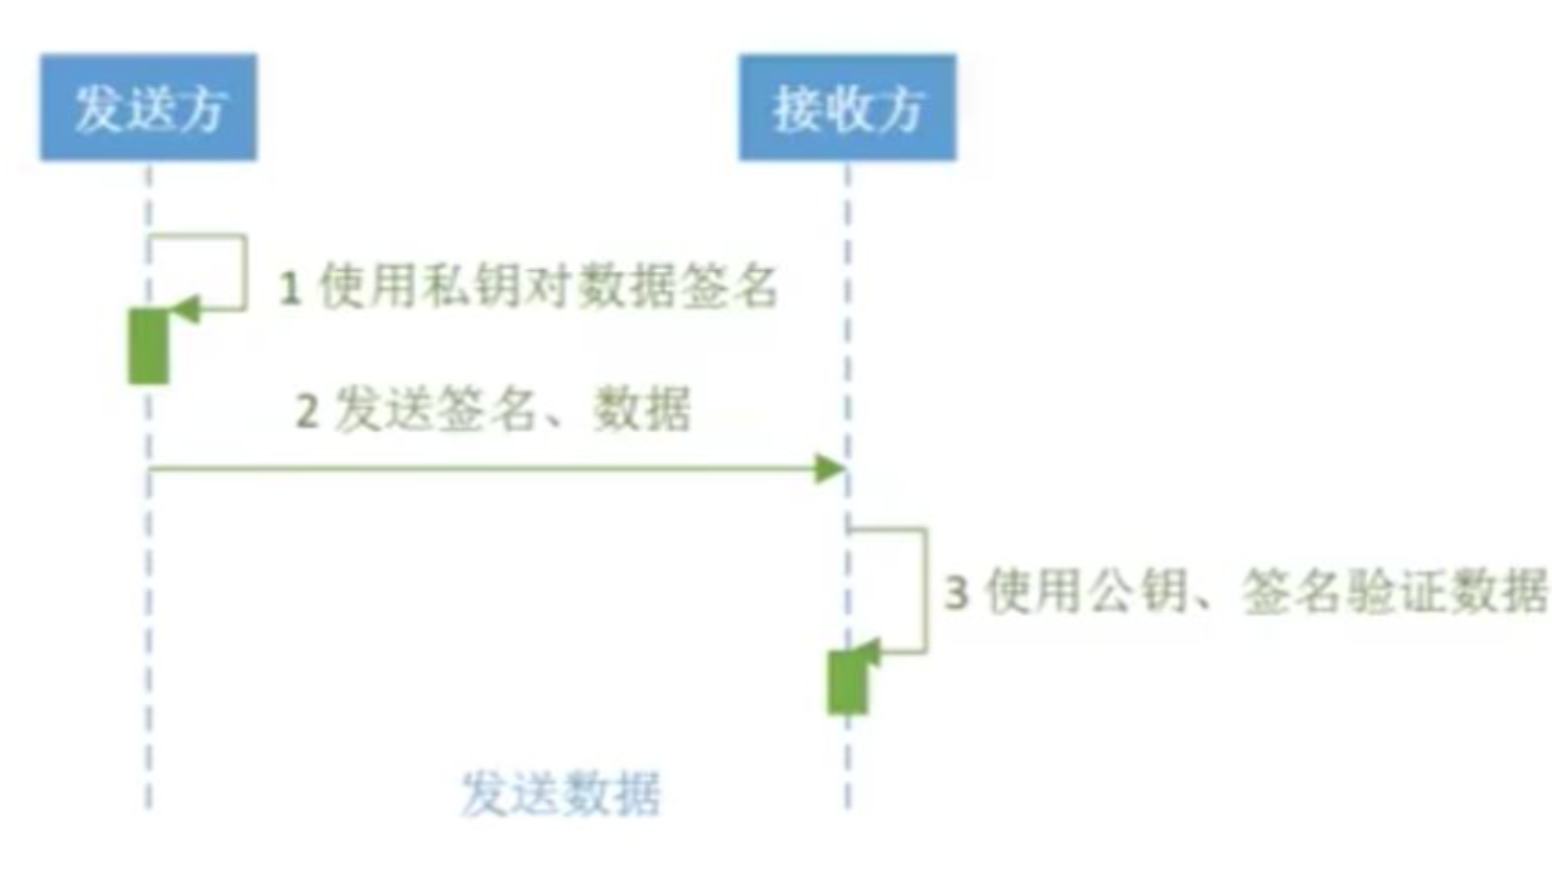 发送方
接收方
1 使用私钥对数据签名
2 发送签名、数据
3 使用公钥、签名验证数据
发送数据